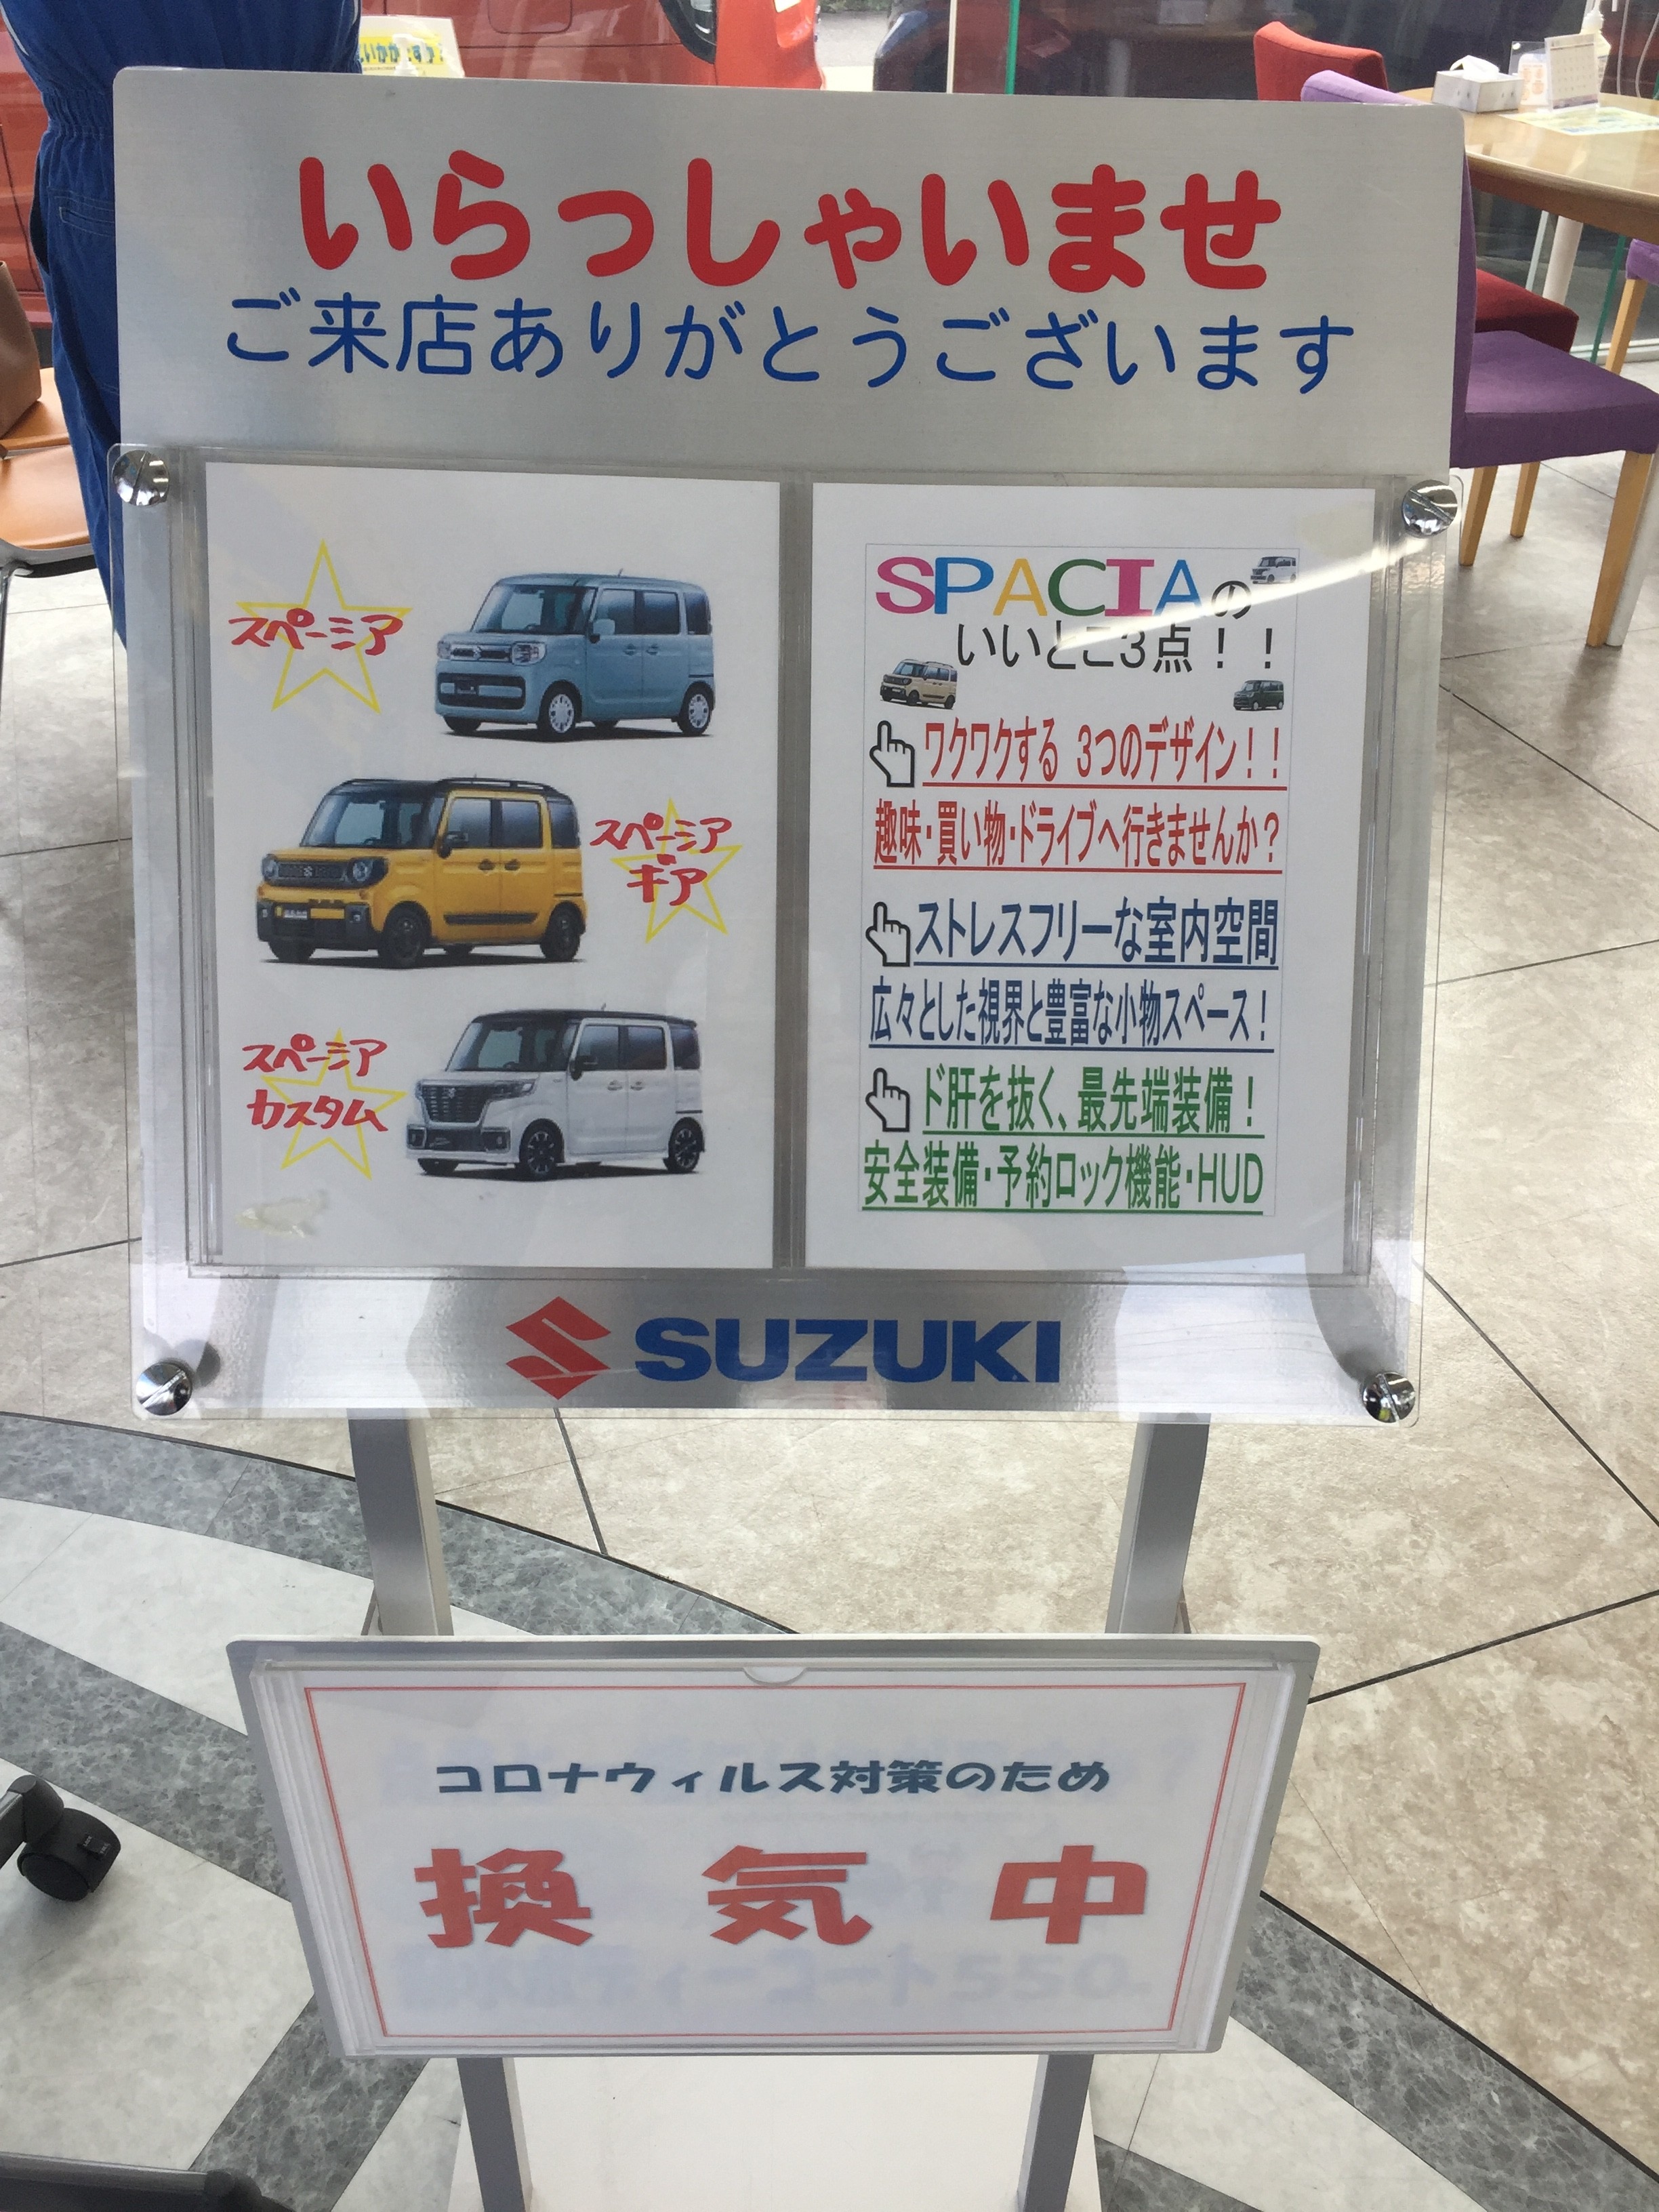 いらっしゃいませ
ご来店ありがとうございます
スペーシア
スペーシア
ギア
スペーシア
カスタム
SPACIAの
いいとこ3点！！
ワクワクする 3つのデザイン！！
趣味・買い物・ドライブへ行きませんか？
ストレスフリーな室内空間
広々とした視界と豊富な小物スペース！
ド肝を抜く、最先端装備！
安全装備・予約ロック機能・HUD
SUZUKI
コロナウィルス対策のため
換気中